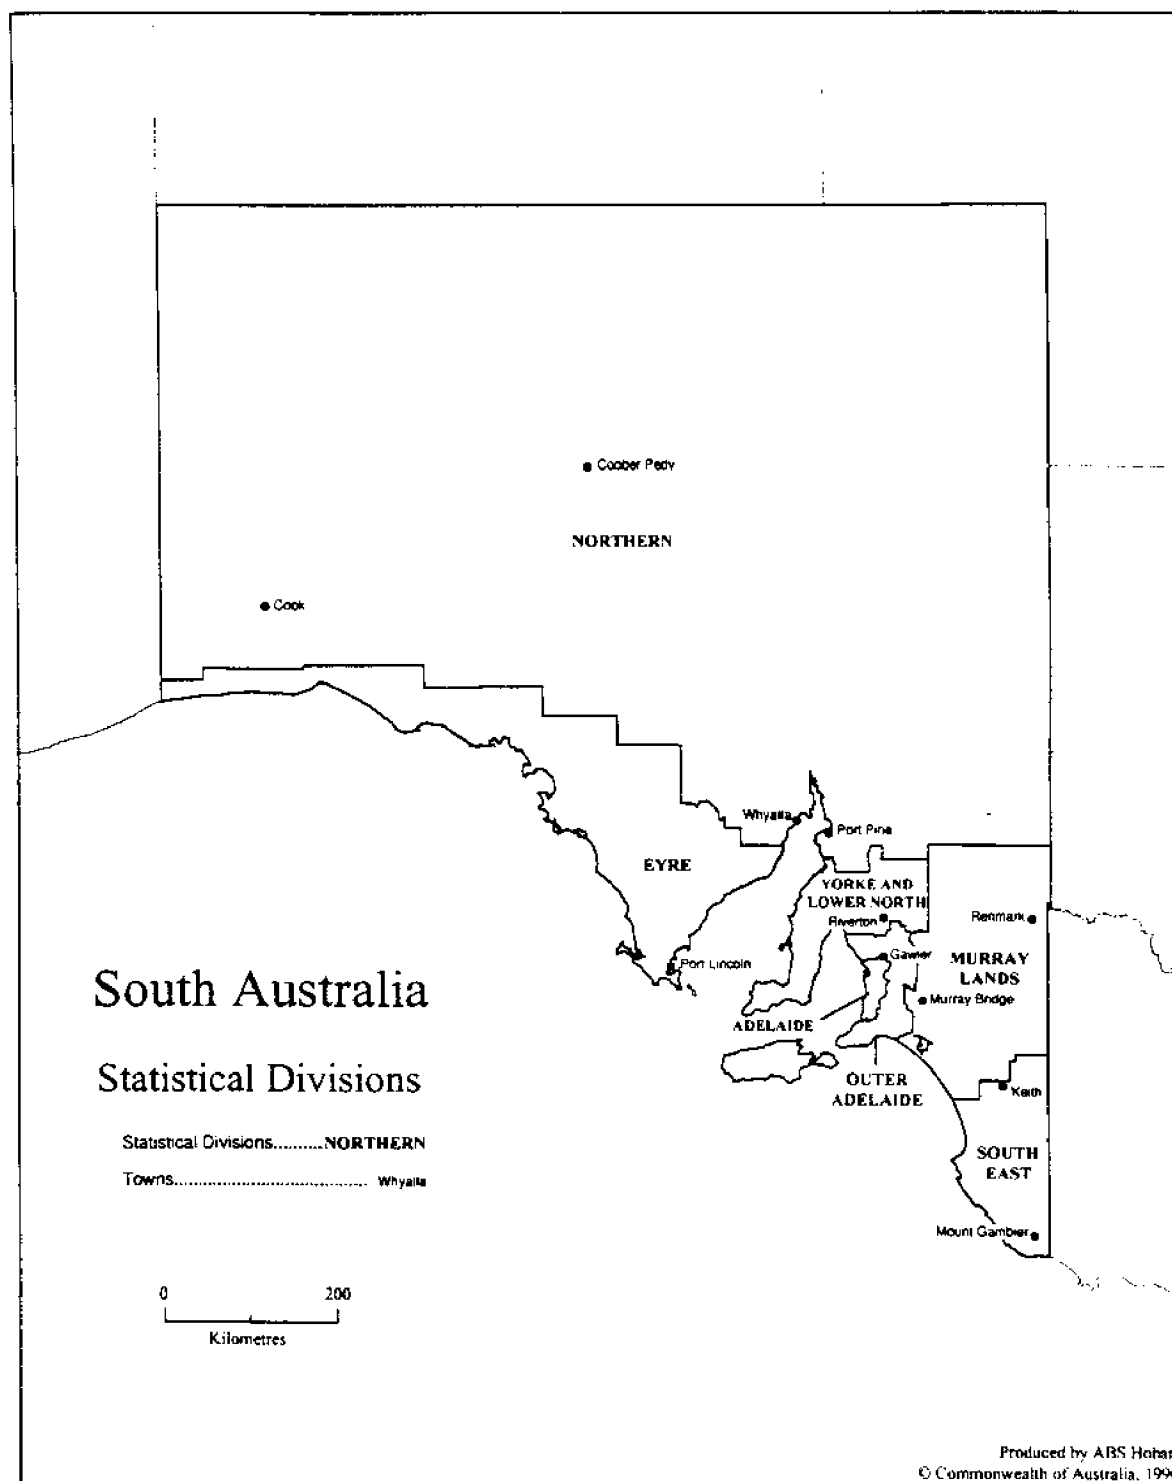 Coober Pedy
NORTHERN
Cook
Whyalla
Port Pirie
EYRE
YORKE AND
LOWER NORTH
Riverton
Renmark
Gawler
MURRAY
LANDS
Port Lincoln
South Australia
Murray Bridge
ADELAIDE
Statistical Divisions
OUTER
ADELAIDE
Keith
Statistical Divisions..........NORTHERN
SOUTH
EAST
Towns.................................... Whyalla
Mount Gambier
0 200
Kilometres
Produced by ABS
© Commonwealth of Australia,